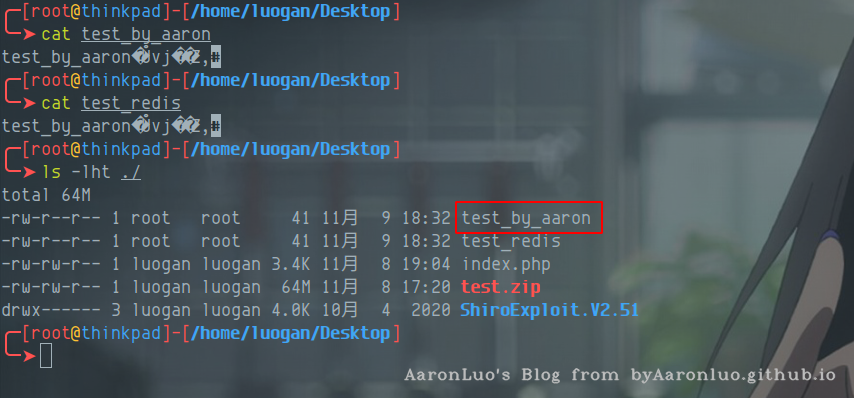 [root@thinkpad]-[/home/luogan/Desktop]
➤ cat test_by_aaron
test_by_aaron�vj��Z,#
[root@thinkpad]-[/home/luogan/Desktop]
➤ cat test_redis
test_by_aaron�vj��Z,#
[root@thinkpad]-[/home/luogan/Desktop]
➤ ls -lht ./
total 64M
-rw-r--r-- 1 root   root     41 11月  9 18:32 test_by_aaron
-rw-r--r-- 1 root   root     41 11月  9 18:32 test_redis
-rw-rw-r-- 1 luogan luogan 3.4K 11月  8 19:04 index.php
-rw-rw-r-- 1 luogan luogan  64M 11月  8 17:20 test.zip
drwx------ 3 luogan luogan 4.0K 10月  4  2020 ShiroExploit.V2.51
[root@thinkpad]-[/home/luogan/Desktop]
➤
AaronLuo's Blog from byAaronluo.github.io